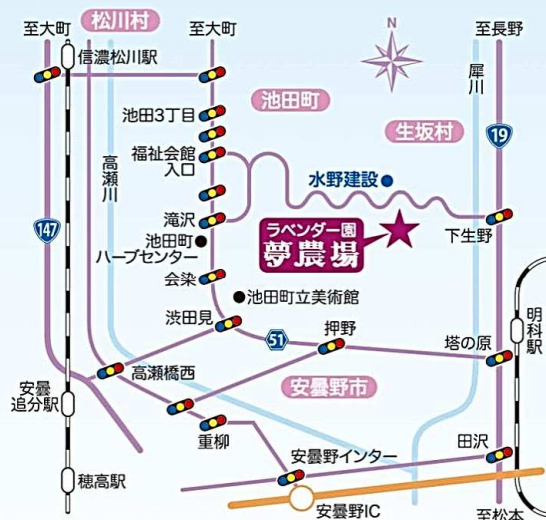 至大町
松川村
至大町
N
至長野
信濃松川駅
犀川
池田町
池田3丁目
生坂村
19
福祉会館
入口
高瀬川
水野建設
滝沢
147
ラベンダー園
夢農場
下生野
池田町
ハーブセンター
会染
池田町立美術館
渋田見
51
押野
塔の原
明科駅
高瀬橋西
安曇
追分駅
安曇野市
重柳
田沢
安曇野インター
穂高駅
安曇野IC
至松本